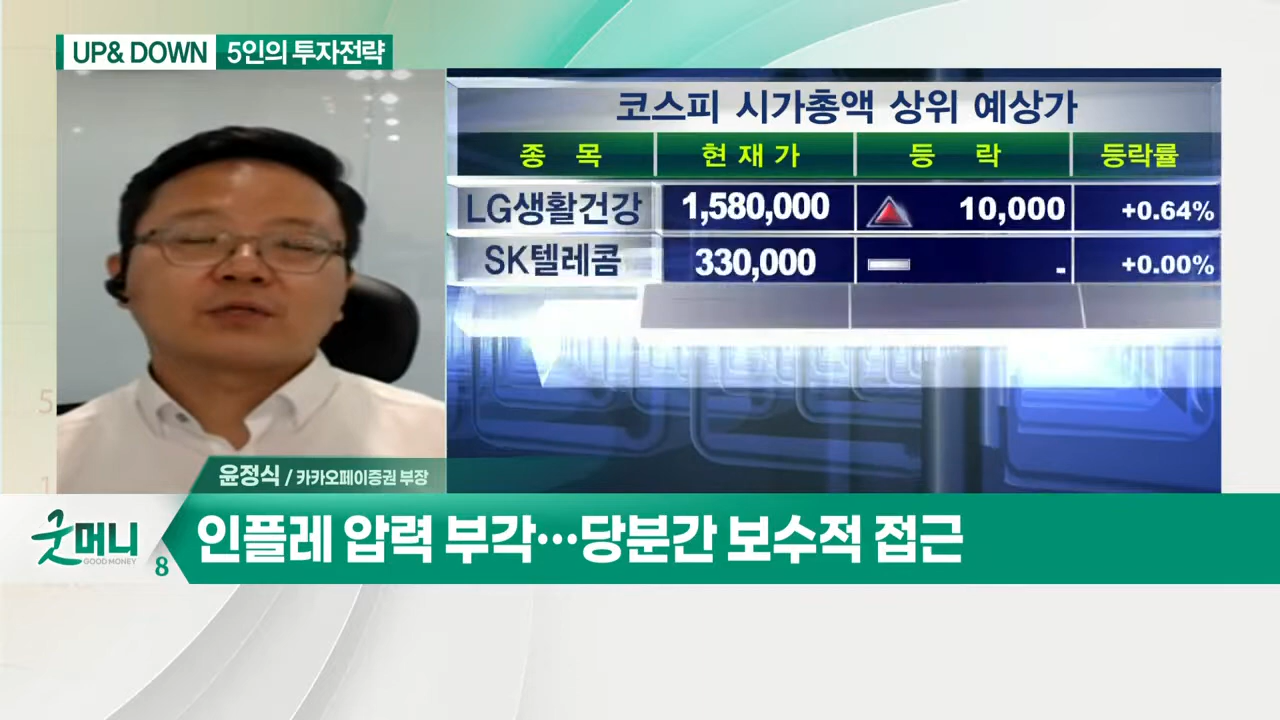 UP& DOWN 5인의 투자전략
코스피 시가총액 상위 예상가
종 목 현 재 가 등 락 등락률
LG생활건강 1,580,000 ▲ 10,000 +0.64%
SK텔레콤 330,000 - +0.00%
5
1
윤정식 / 카카오페이증권 부장
굿머니
GOOD MONEY
8
인플레 압력 부각…당분간 보수적 접근